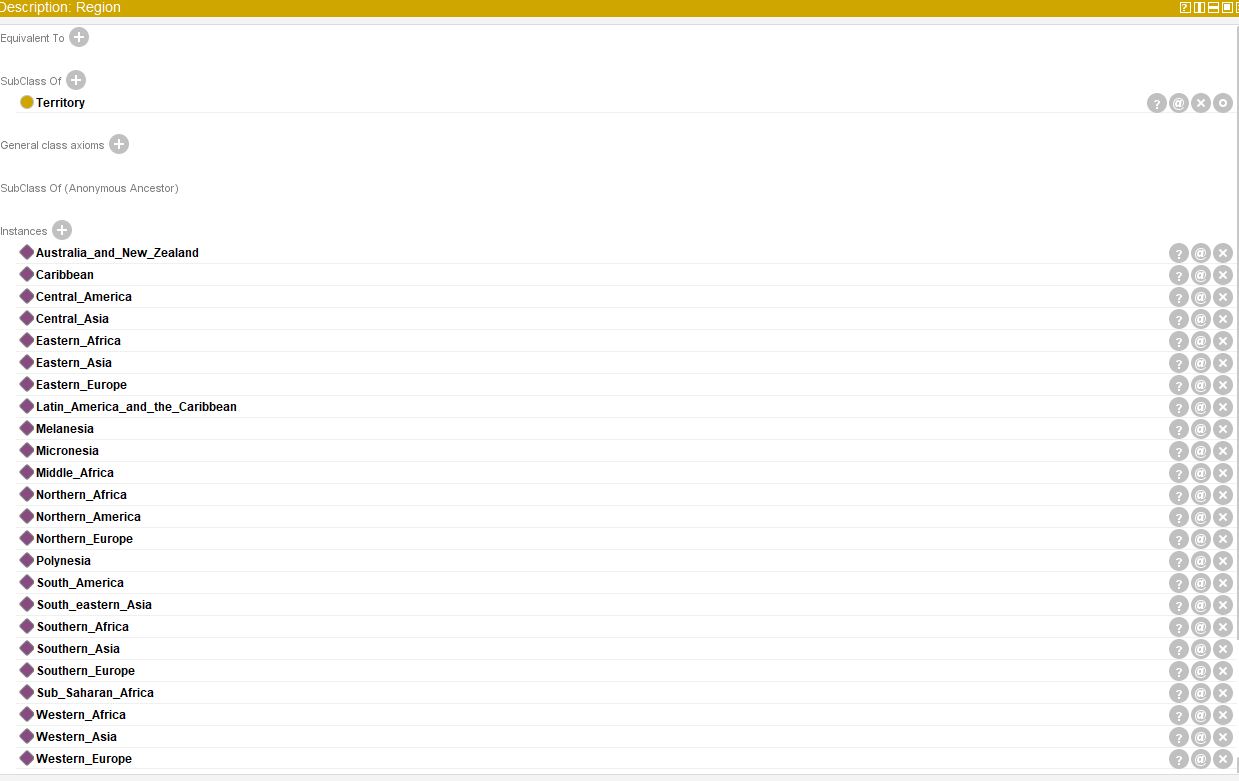 Description: Region
Equivalent To
SubClass Of
Territory
General class axioms
SubClass Of (Anonymous Ancestor)
Instances
Australia_and_New_Zealand
Caribbean
Central_America
Central_Asia
Eastern_Africa
Eastern_Asia
Eastern_Europe
Latin_America_and_the_Caribbean
Melanesia
Micronesia
Middle_Africa
Northern_Africa
Northern_America
Northern_Europe
Polynesia
South_America
South_eastern_Asia
Southern_Africa
Southern_Asia
Southern_Europe
Sub_Saharan_Africa
Western_Africa
Western_Asia
Western_Europe